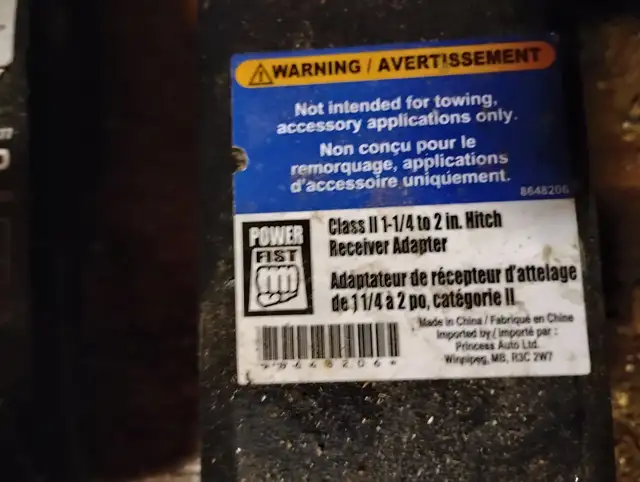 WARNING / AVERTISSEMENT
Not intended for towing,
accessory applications only.
Non conçu pour le
remorquage, applications
d'accessoire uniquement.
8648206
POWER
FIST
Class II 1-1/4 to 2 in. Hitch
Receiver Adapter
Adaptateur de récepteur d'attelage
de 1 1/4 à 2 po, catégorie II
Made in China / Fabriqué en Chine
Imported by / Importé par :
Princess Auto Ltd.
Winnipeg, MB, R3C 2W7